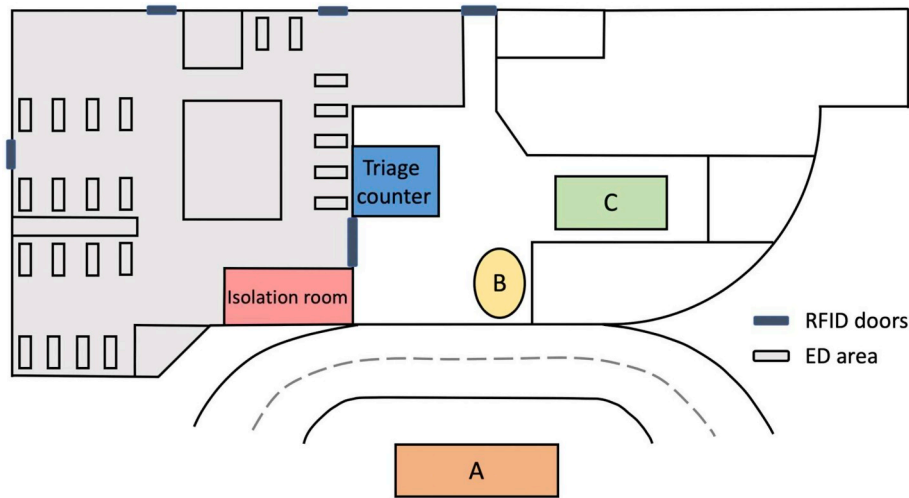 Triage
counter
C
B
Isolation room
RFID doors
ED area
A